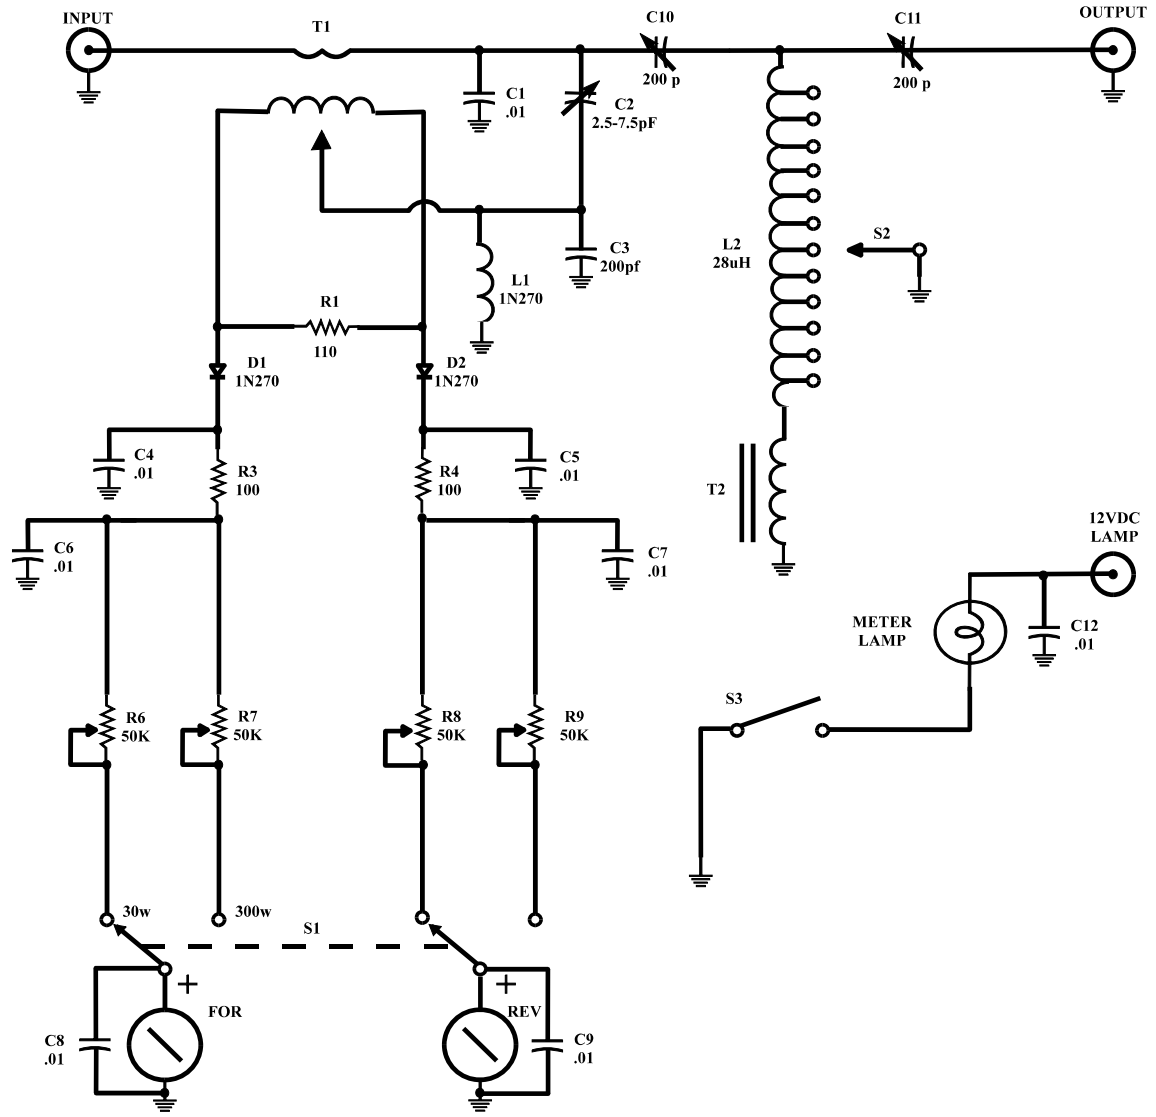 INPUT
T1
C10
200 p
C11
200 p
OUTPUT
C1
.01
C2
2.5-7.5pF
C3
200pf
L1
1N270
L2
28uH
S2
R1
110
D1
1N270
D2
1N270
C4
.01
R3
100
R4
100
C5
.01
T2
C6
.01
C7
.01
12VDC
LAMP
METER
LAMP
C12
.01
S3
R6
50K
R7
50K
R8
50K
R9
50K
30w
300w
S1
+
FOR
+
REV
C8
.01
C9
.01